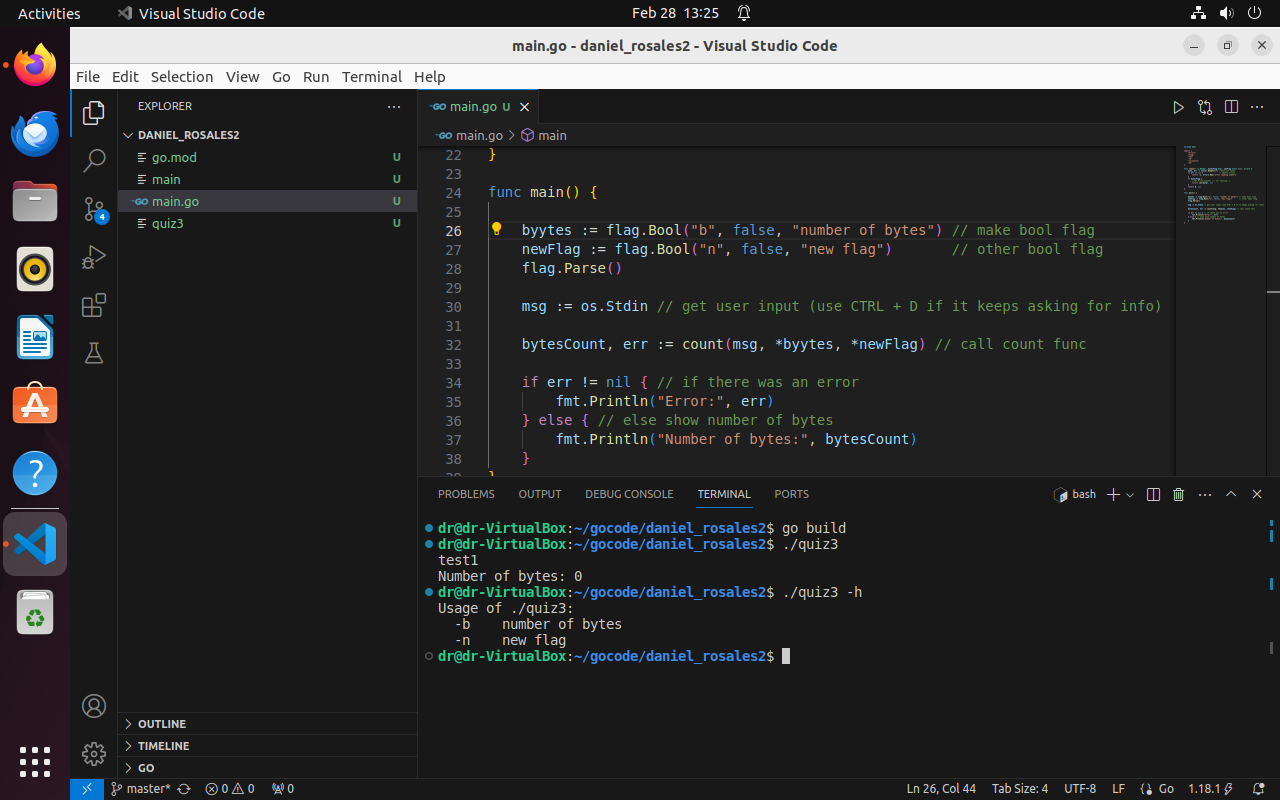 Activities Visual Studio Code Feb 28 13:25
main.go - daniel_rosales2 - Visual Studio Code
File Edit Selection View Go Run Terminal Help
EXPLORER
DANIEL_ROSALES2
go.mod U
main U
main.go U
quiz3 U
4
OUTLINE
TIMELINE
GO
main.go U
main.go > main
22 }
23
24 func main() {
25
26 byytes := flag.Bool("b", false, "number of bytes") // make bool flag
27 newFlag := flag.Bool("n", false, "new flag") // other bool flag
28 flag.Parse()
29
30 msg := os.Stdin // get user input (use CTRL + D if it keeps asking for info)
31
32 bytesCount, err := count(msg, *byytes, *newFlag) // call count func
33
34 if err != nil { // if there was an error
35 fmt.Println("Error:", err)
36 } else { // else show number of bytes
37 fmt.Println("Number of bytes:", bytesCount)
38 }
39 }
PROBLEMS OUTPUT DEBUG CONSOLE TERMINAL PORTS bash
dr@dr-VirtualBox:~/gocode/daniel_rosales2$ go build
dr@dr-VirtualBox:~/gocode/daniel_rosales2$ ./quiz3
test1
Number of bytes: 0
dr@dr-VirtualBox:~/gocode/daniel_rosales2$ ./quiz3 -h
Usage of ./quiz3:
-b number of bytes
-n new flag
dr@dr-VirtualBox:~/gocode/daniel_rosales2$
master* 0 0 0 Ln 26, Col 44 Tab Size: 4 UTF-8 LF Go 1.18.1